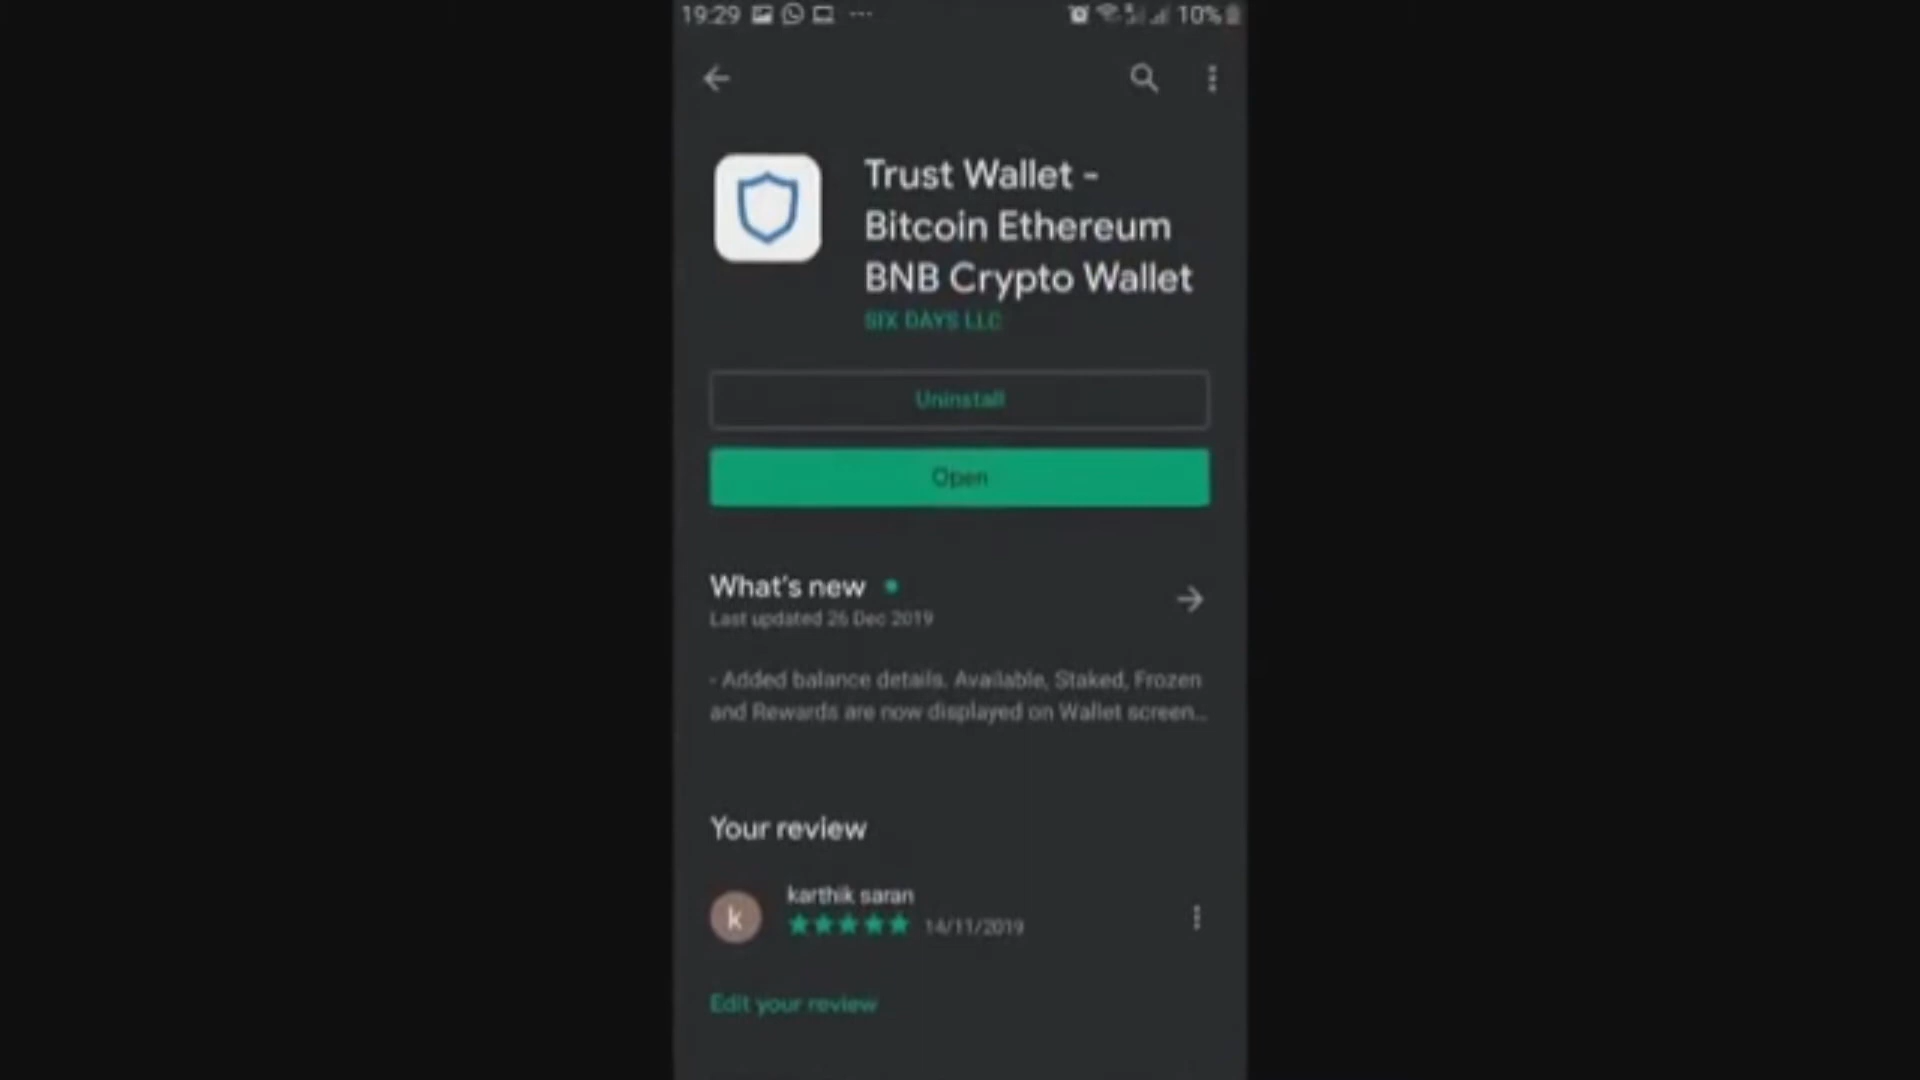 19:29
10%
Trust Wallet -
Bitcoin Ethereum
BNB Crypto Wallet
SIX DAYS LLC
Uninstall
Open
What's new
Last updated 26 Dec 2019
- Added balance details. Available, Staked, Frozen
and Rewards are now displayed on Wallet screen...
Your review
k
karthik saran
14/11/2019
Edit your review